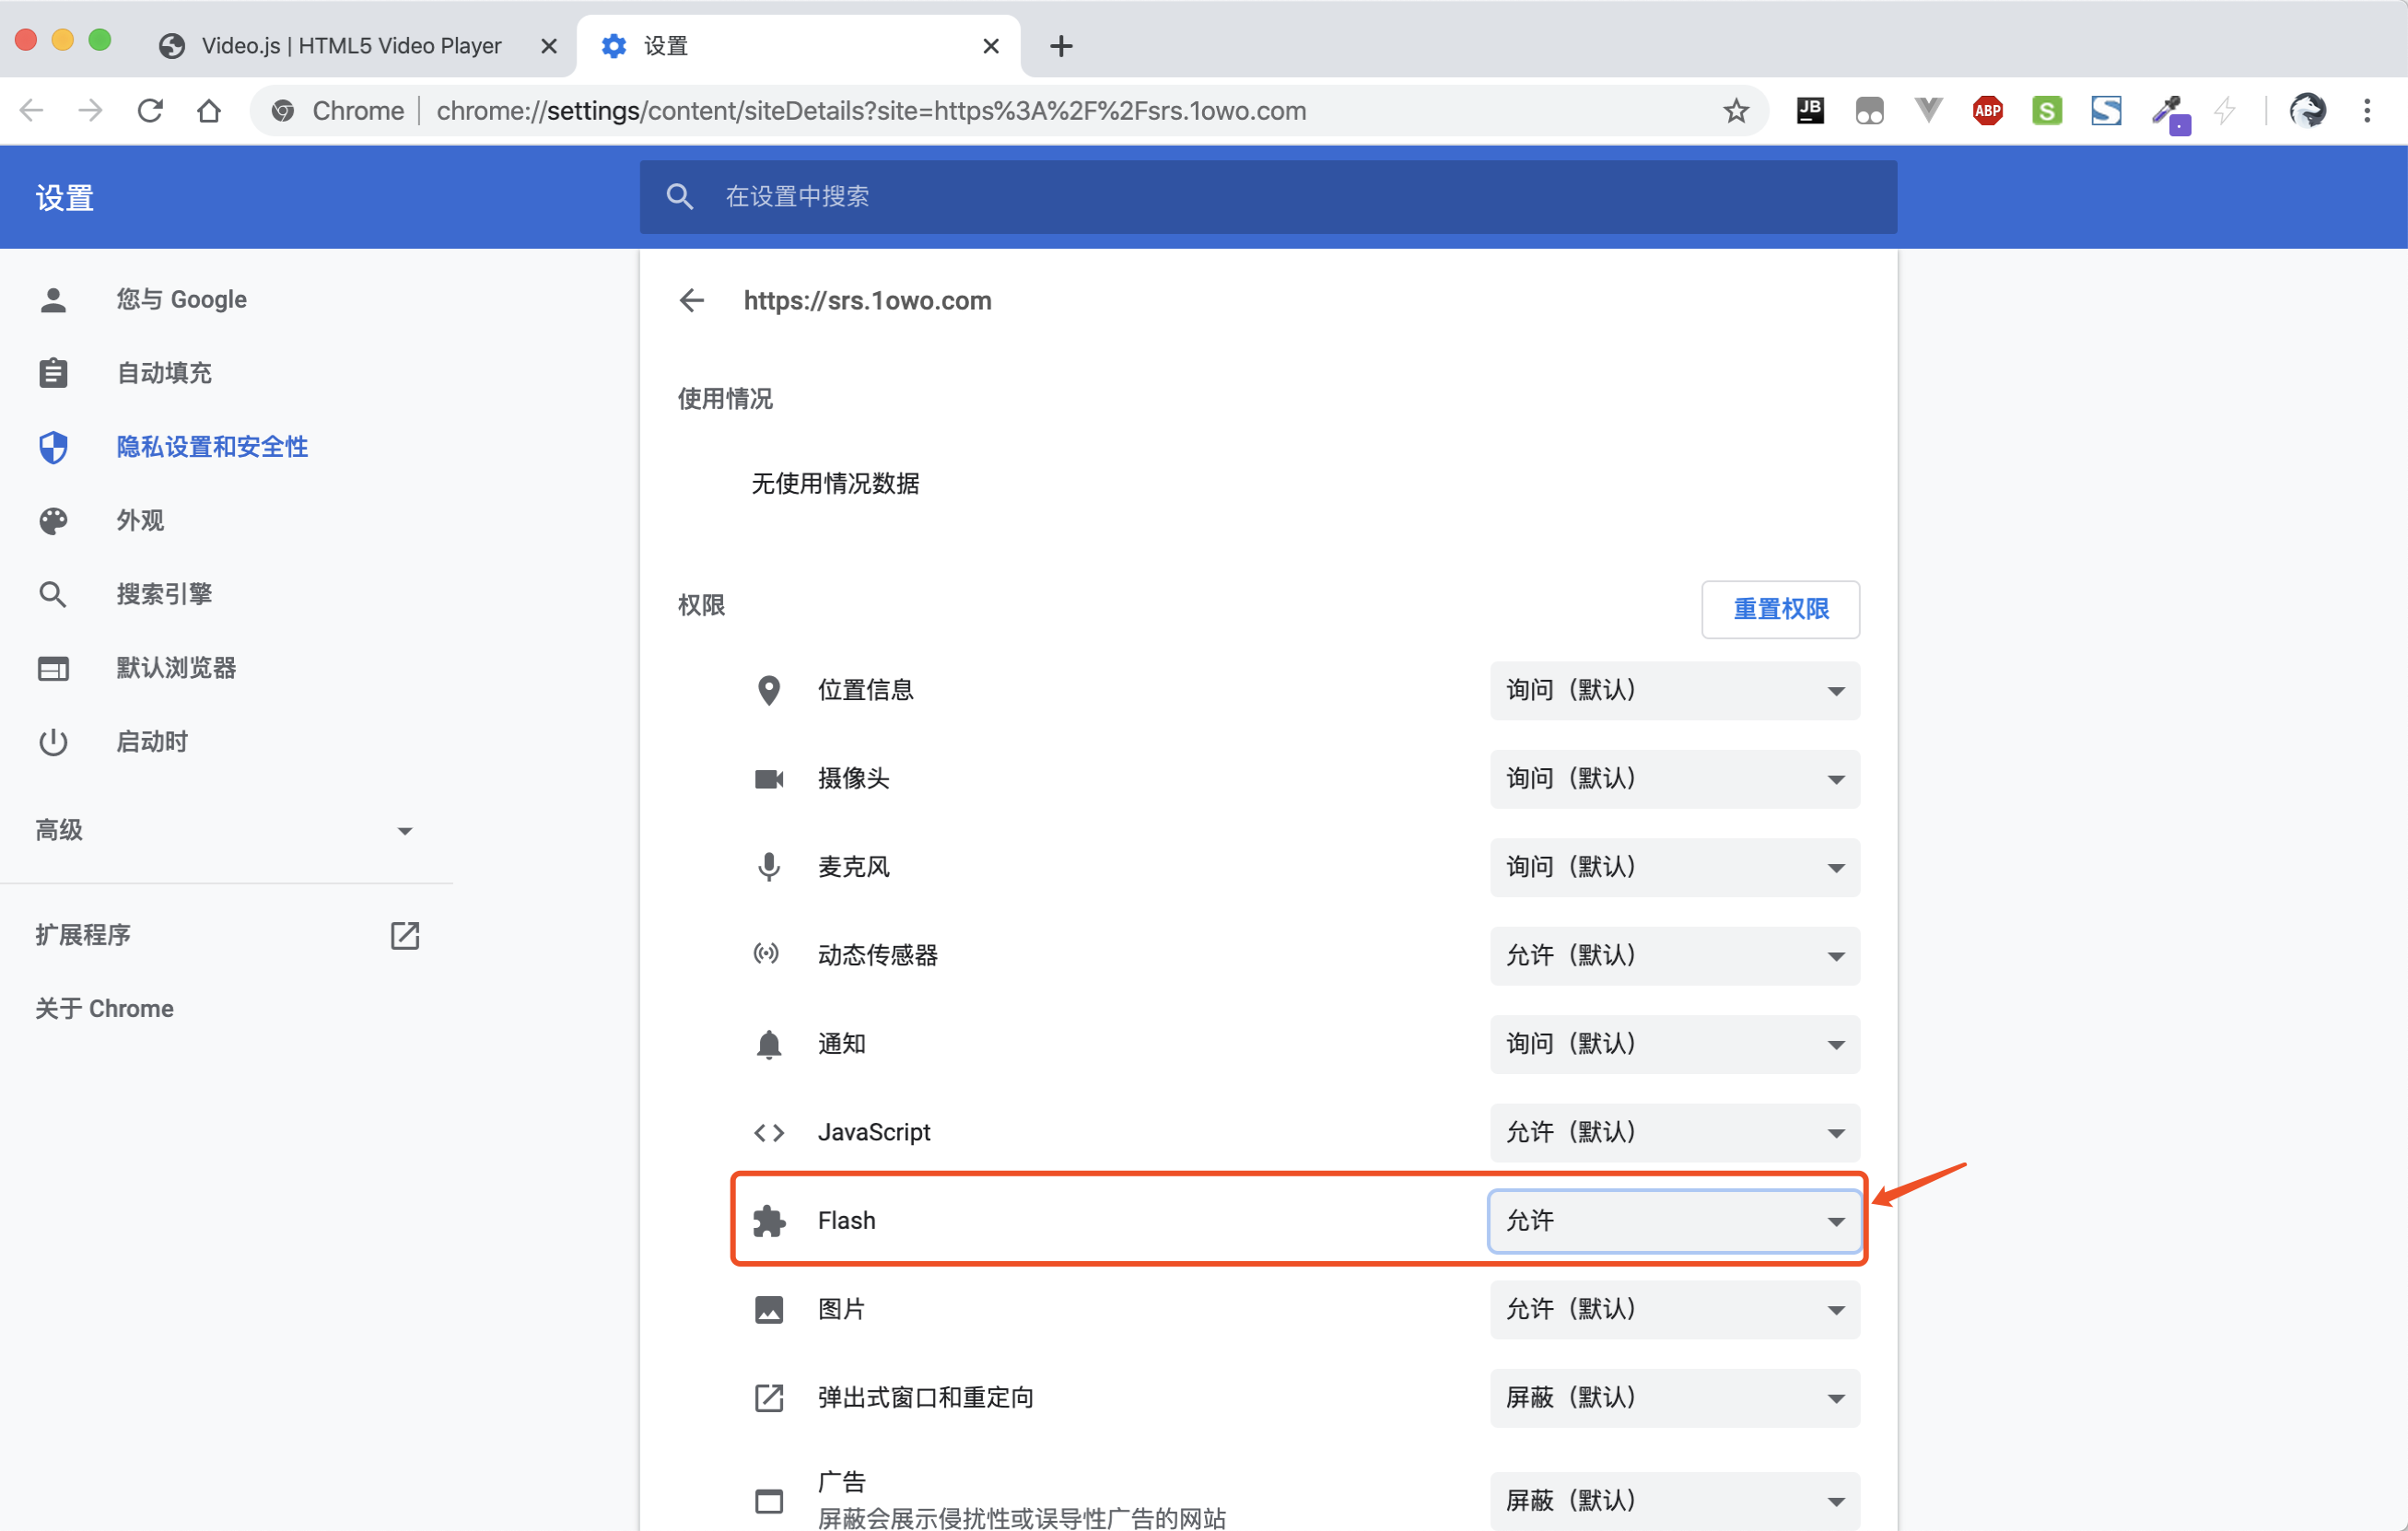 Video.js | HTML5 Video Player
设置
Chrome
chrome://settings/content/siteDetails?site=https%3A%2F%2Fsrs.1owo.com
JB
ABP
S
S
设置
在设置中搜索
您与 Google
自动填充
隐私设置和安全性
外观
搜索引擎
默认浏览器
启动时
高级
扩展程序
关于 Chrome
https://srs.1owo.com
使用情况
无使用情况数据
权限
重置权限
位置信息
询问（默认）
摄像头
询问（默认）
麦克风
询问（默认）
动态传感器
允许（默认）
通知
询问（默认）
JavaScript
允许（默认）
Flash
允许
图片
允许（默认）
弹出式窗口和重定向
屏蔽（默认）
广告
屏蔽会展示侵扰性或误导性广告的网站
屏蔽（默认）